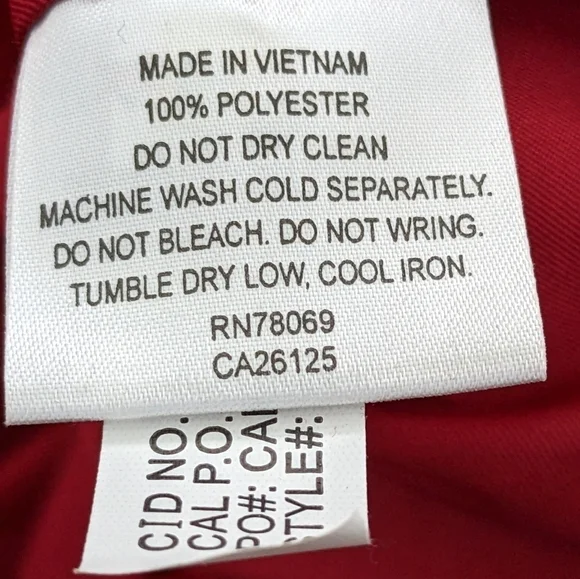 MADE IN VIETNAM
100% POLYESTER
DO NOT DRY CLEAN
MACHINE WASH COLD SEPARATELY.
DO NOT BLEACH. DO NOT WRING.
TUMBLE DRY LOW, COOL IRON.
RN78069
CA26125
CID NO.
CAL P.O.
PO#: CAL
STYLE#: